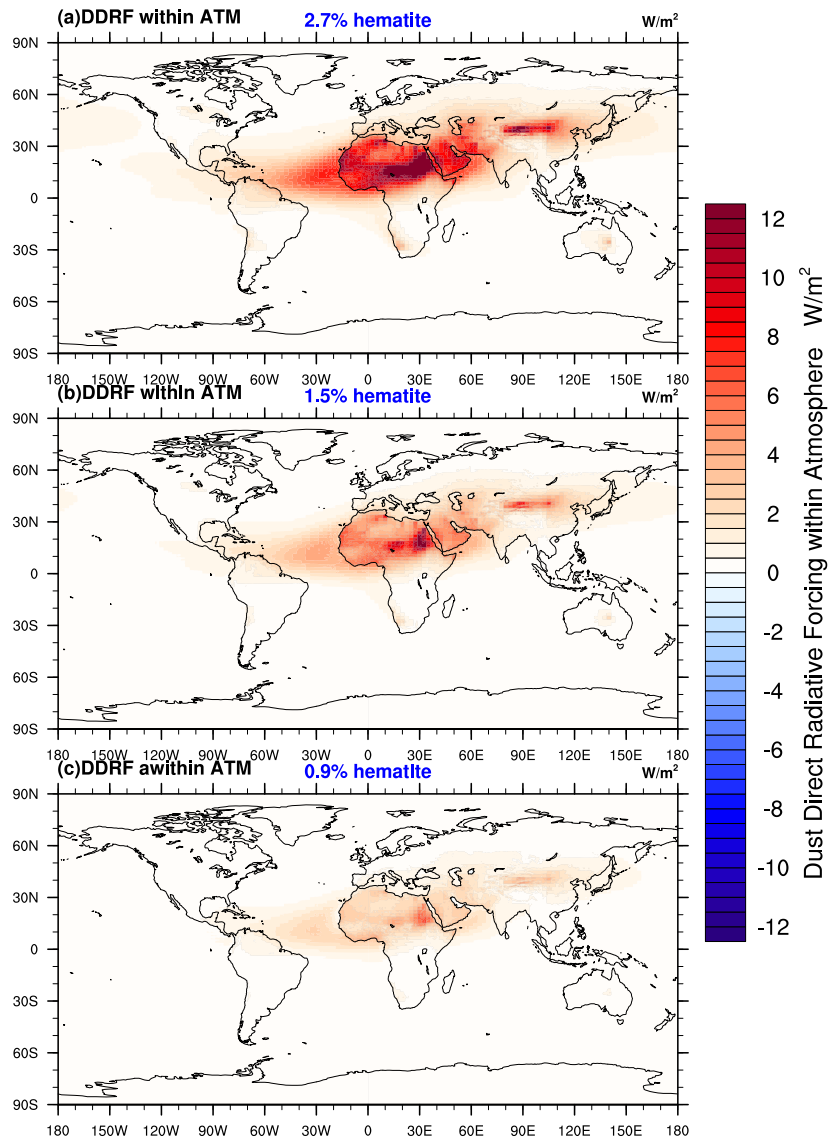 (a)DDRF within ATM 2.7% hematite W/m²
90N
60N
30N
0
30S
60S
90S
180 150W 120W 90W 60W 30W 0 30E 60E 90E 120E 150E 180
(b)DDRF wIthIn ATM 1.5% hematite W/m²
90N
60N
30N
0
30S
60S
90S
180 150W 120W 90W 60W 30W 0 30E 60E 90E 120E 150E 180
(c)DDRF awithin ATM 0.9% hematIte W/m²
90N
60N
30N
0
30S
60S
90S
180 150W 120W 90W 60W 30W 0 30E 60E 90E 120E 150E 180
12
10
8
6
4
2
0
-2
-4
-6
-8
-10
-12
Dust Direct Radiative Forcing within Atmosphere W/m²